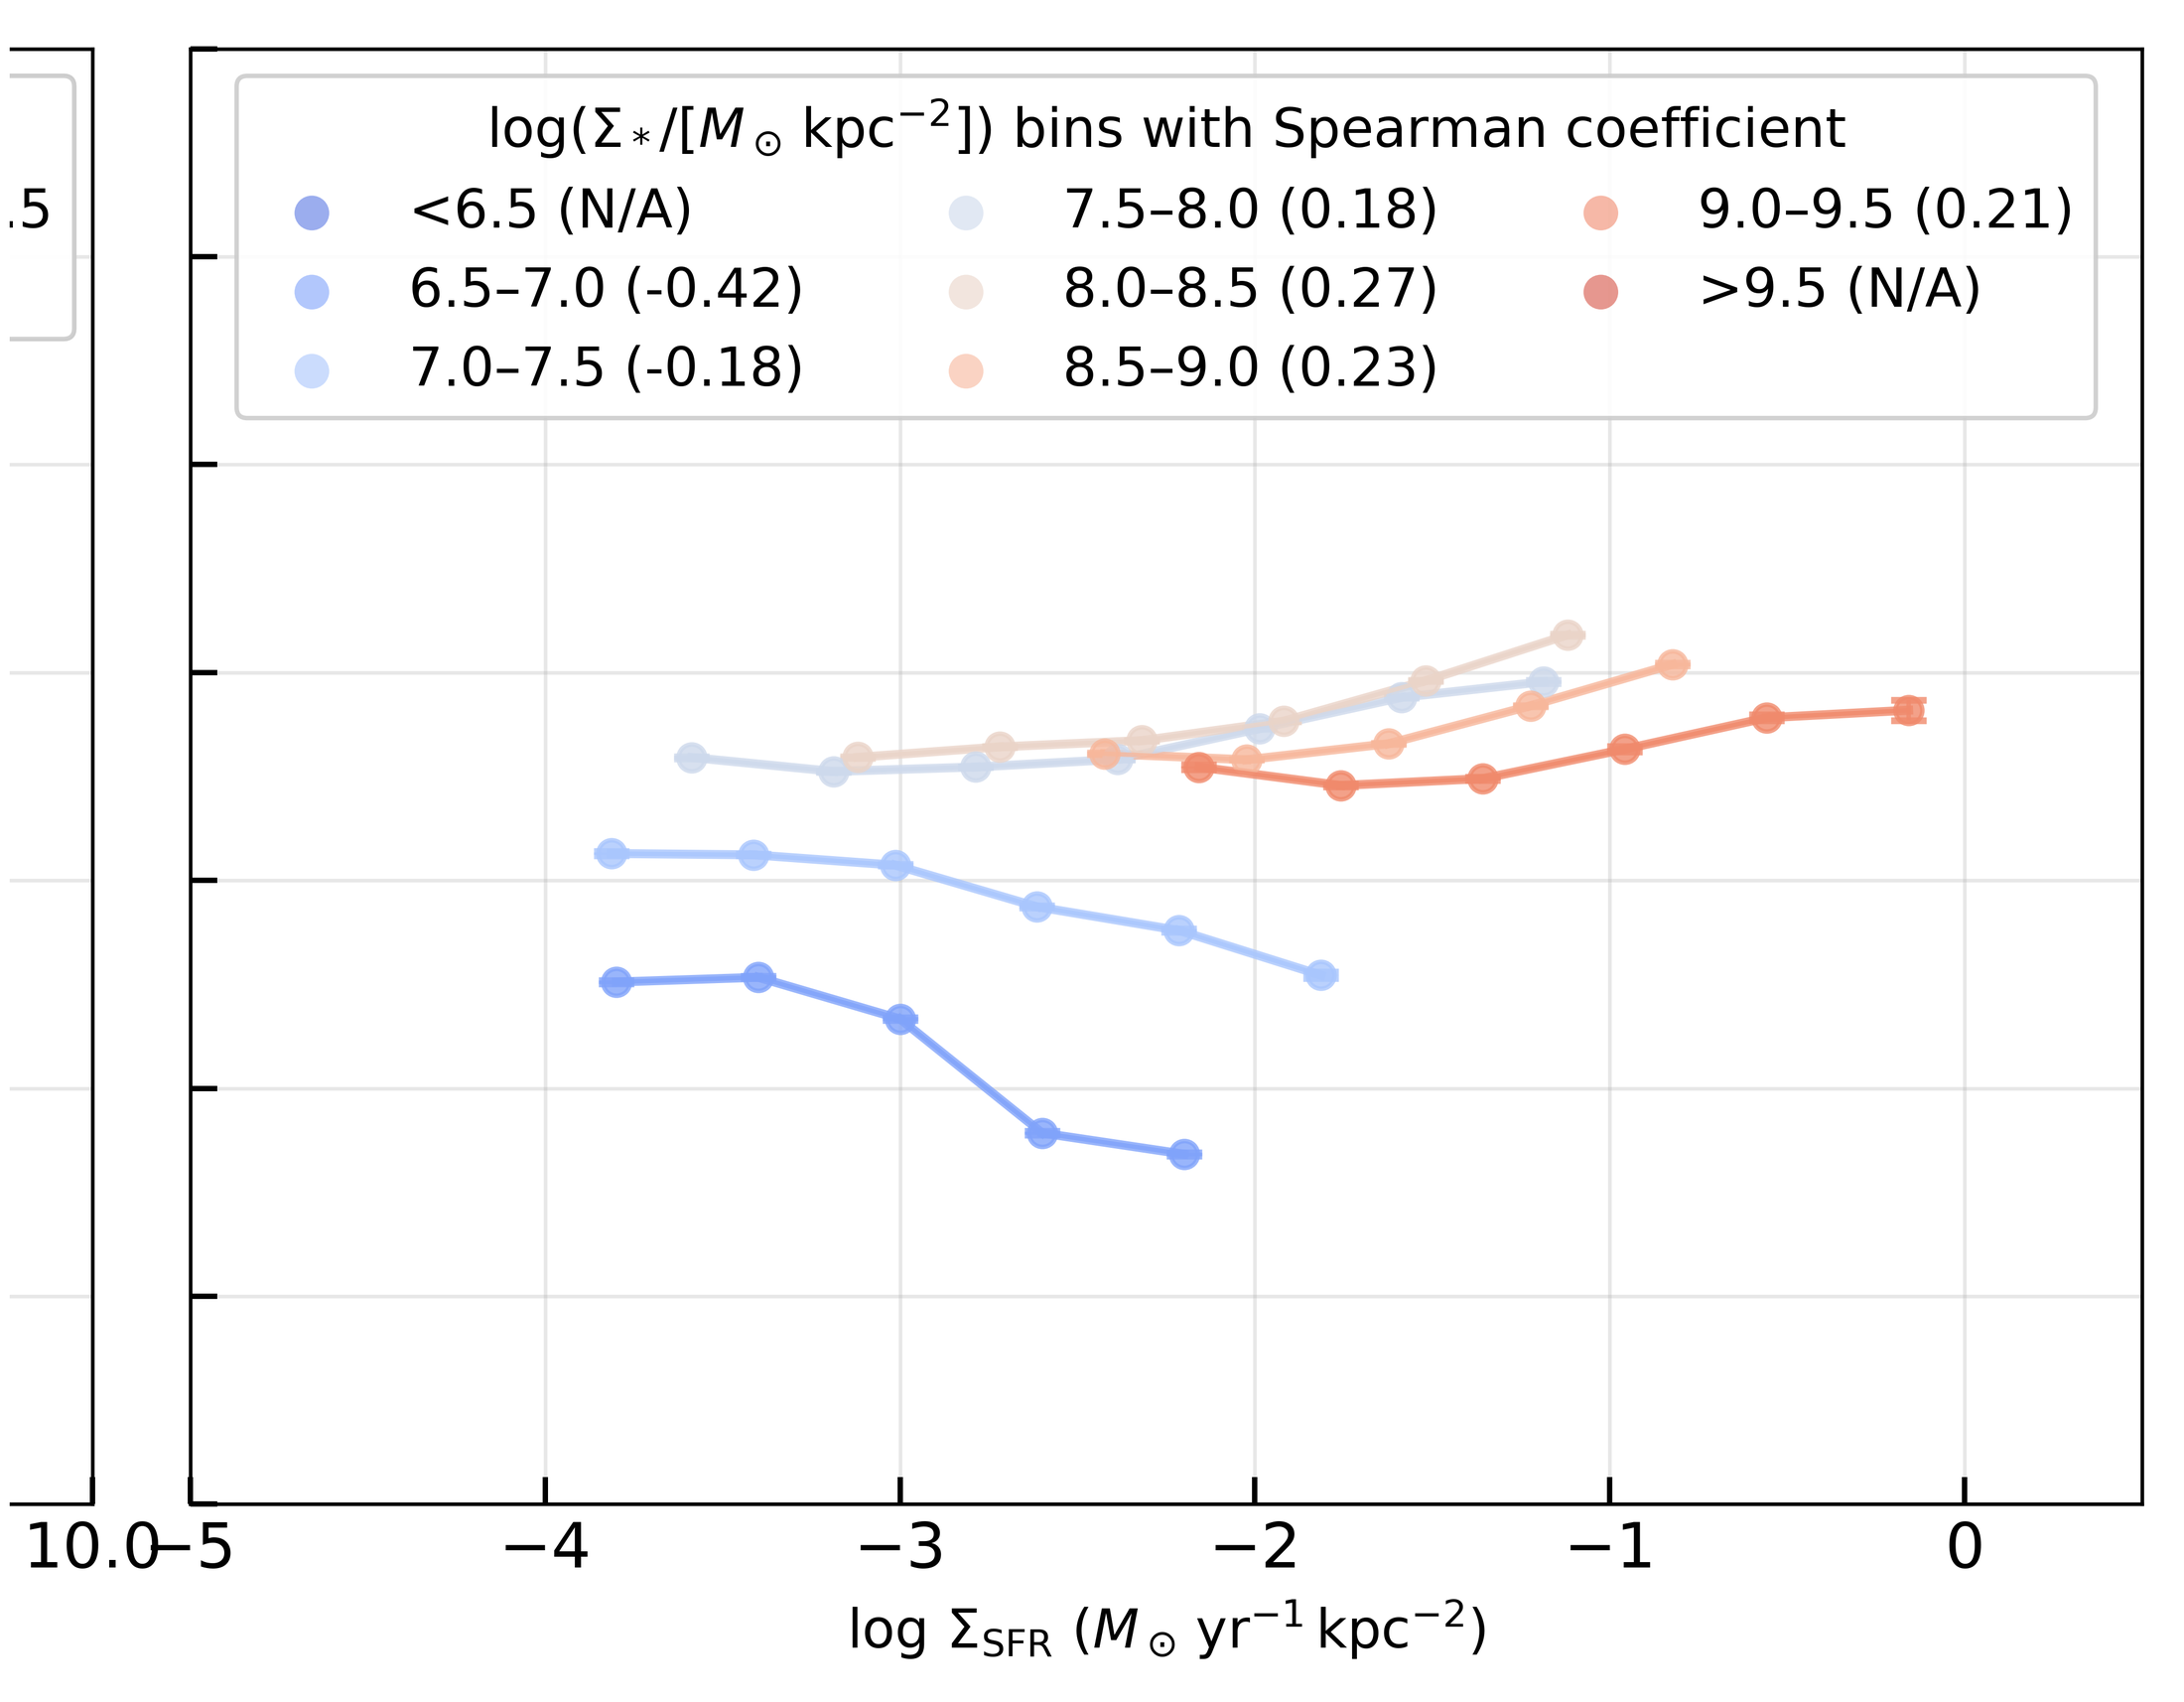 .5
log(Σ*/[M⊙ kpc⁻²]) bins with Spearman coefficient
<6.5 (N/A)
6.5–7.0 (-0.42)
7.0–7.5 (-0.18)
7.5–8.0 (0.18)
8.0–8.5 (0.27)
8.5–9.0 (0.23)
9.0–9.5 (0.21)
>9.5 (N/A)
10.0
−5 −4 −3 −2 −1 0
log ΣSFR (M⊙ yr⁻¹ kpc⁻²)